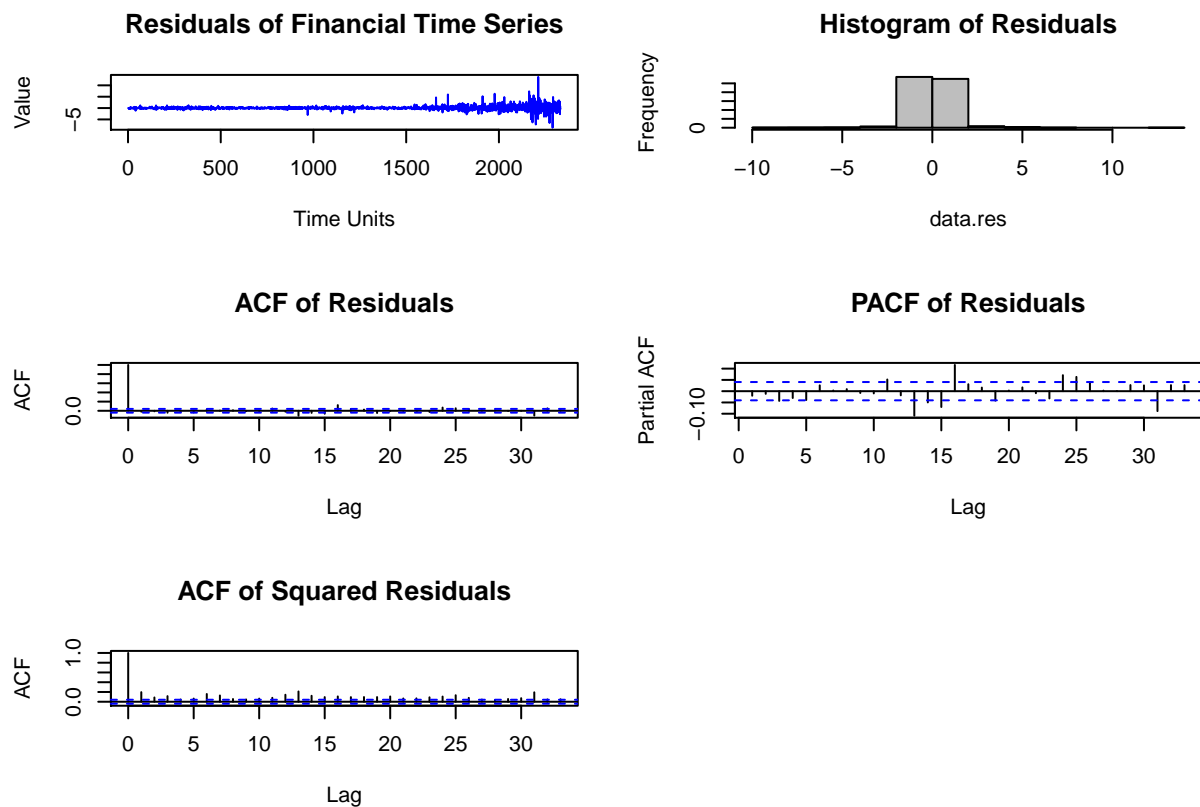 Residuals of Financial Time Series
Value
−5
0 500 1000 1500 2000
Time Units
Histogram of Residuals
Frequency
0
−10 −5 0 5 10
data.res
ACF of Residuals
ACF
0.0
0 5 10 15 20 25 30
Lag
PACF of Residuals
Partial ACF
−0.10
0 5 10 15 20 25 30
Lag
ACF of Squared Residuals
ACF
0.0 1.0
0 5 10 15 20 25 30
Lag